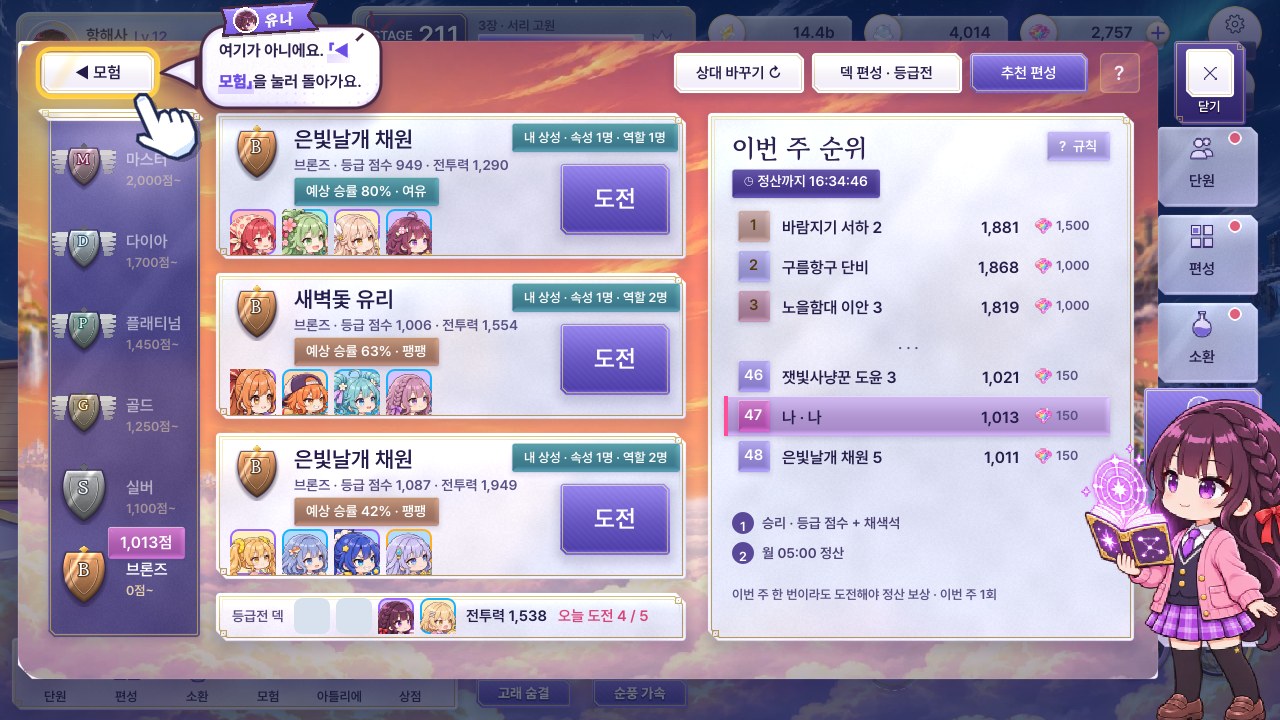 항해사 Lv.12
유나
STAGE 211
3장 · 서리 고원
14.4b
4,014
2,757
여기가 아니에요. 『◀
모험』을 눌러 돌아가요.
◀ 모험
상대 바꾸기
덱 편성 · 등급전
추천 편성
?
닫기
M
마스터
2,000점~
D
다이아
1,700점~
P
플래티넘
1,450점~
G
골드
1,250점~
S
실버
1,100점~
1,013점
B
브론즈
0점~
B
은빛날개 채원
내 상성 · 속성 1명 · 역할 1명
브론즈 · 등급 점수 949 · 전투력 1,290
예상 승률 80% · 여유
도전
B
새벽돛 유리
내 상성 · 속성 1명 · 역할 2명
브론즈 · 등급 점수 1,006 · 전투력 1,554
예상 승률 63% · 팽팽
도전
B
은빛날개 채원
내 상성 · 속성 1명 · 역할 2명
브론즈 · 등급 점수 1,087 · 전투력 1,949
예상 승률 42% · 팽팽
도전
등급전 덱
전투력 1,538
오늘 도전 4 / 5
이번 주 순위
? 규칙
정산까지 16:34:46
1 바람지기 서하 2 1,881 1,500
2 구름항구 단비 1,868 1,000
3 노을함대 이안 3 1,819 1,000
...
46 잿빛사냥꾼 도윤 3 1,021 150
47 나 · 나 1,013 150
48 은빛날개 채원 5 1,011 150
1 승리 · 등급 점수 + 채색석
2 월 05:00 정산
이번 주 한 번이라도 도전해야 정산 보상 · 이번 주 1회
단원
편성
소환
단원
편성
소환
모험
아틀리에
상점
고래 숨결
순풍 가속